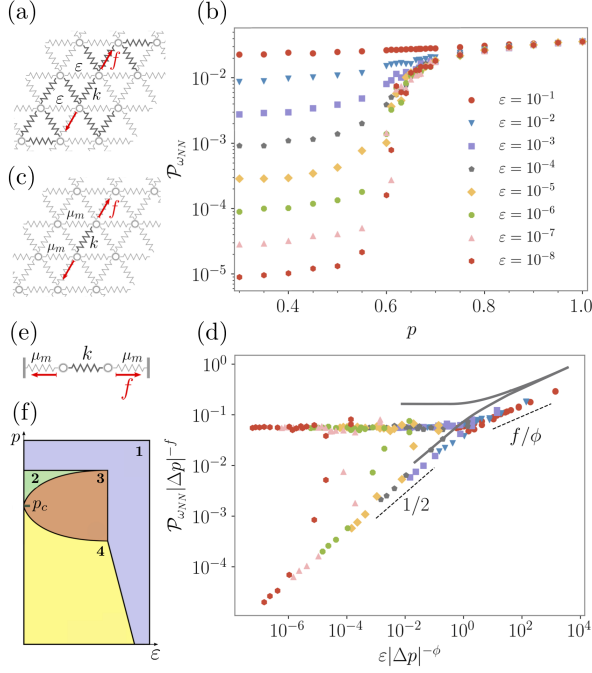 (a)
ε
f
ε
k
(c)
μ_m
f
μ_m
k
(e)
μ_m
k
μ_m
f
(f)
p
1
2
3
p_c
4
ε
(b)
𝒫_{ω_{NN}}
10^{-2}
10^{-3}
10^{-4}
10^{-5}
0.4
0.6
0.8
1.0
p
ε = 10^{-1}
ε = 10^{-2}
ε = 10^{-3}
ε = 10^{-4}
ε = 10^{-5}
ε = 10^{-6}
ε = 10^{-7}
ε = 10^{-8}
(d)
𝒫_{ω_{NN}}|Δp|^{-f}
10^{0}
10^{-1}
10^{-2}
10^{-3}
10^{-4}
f/ϕ
1/2
10^{-6}
10^{-4}
10^{-2}
10^{0}
10^{2}
10^{4}
ε|Δp|^{-ϕ}